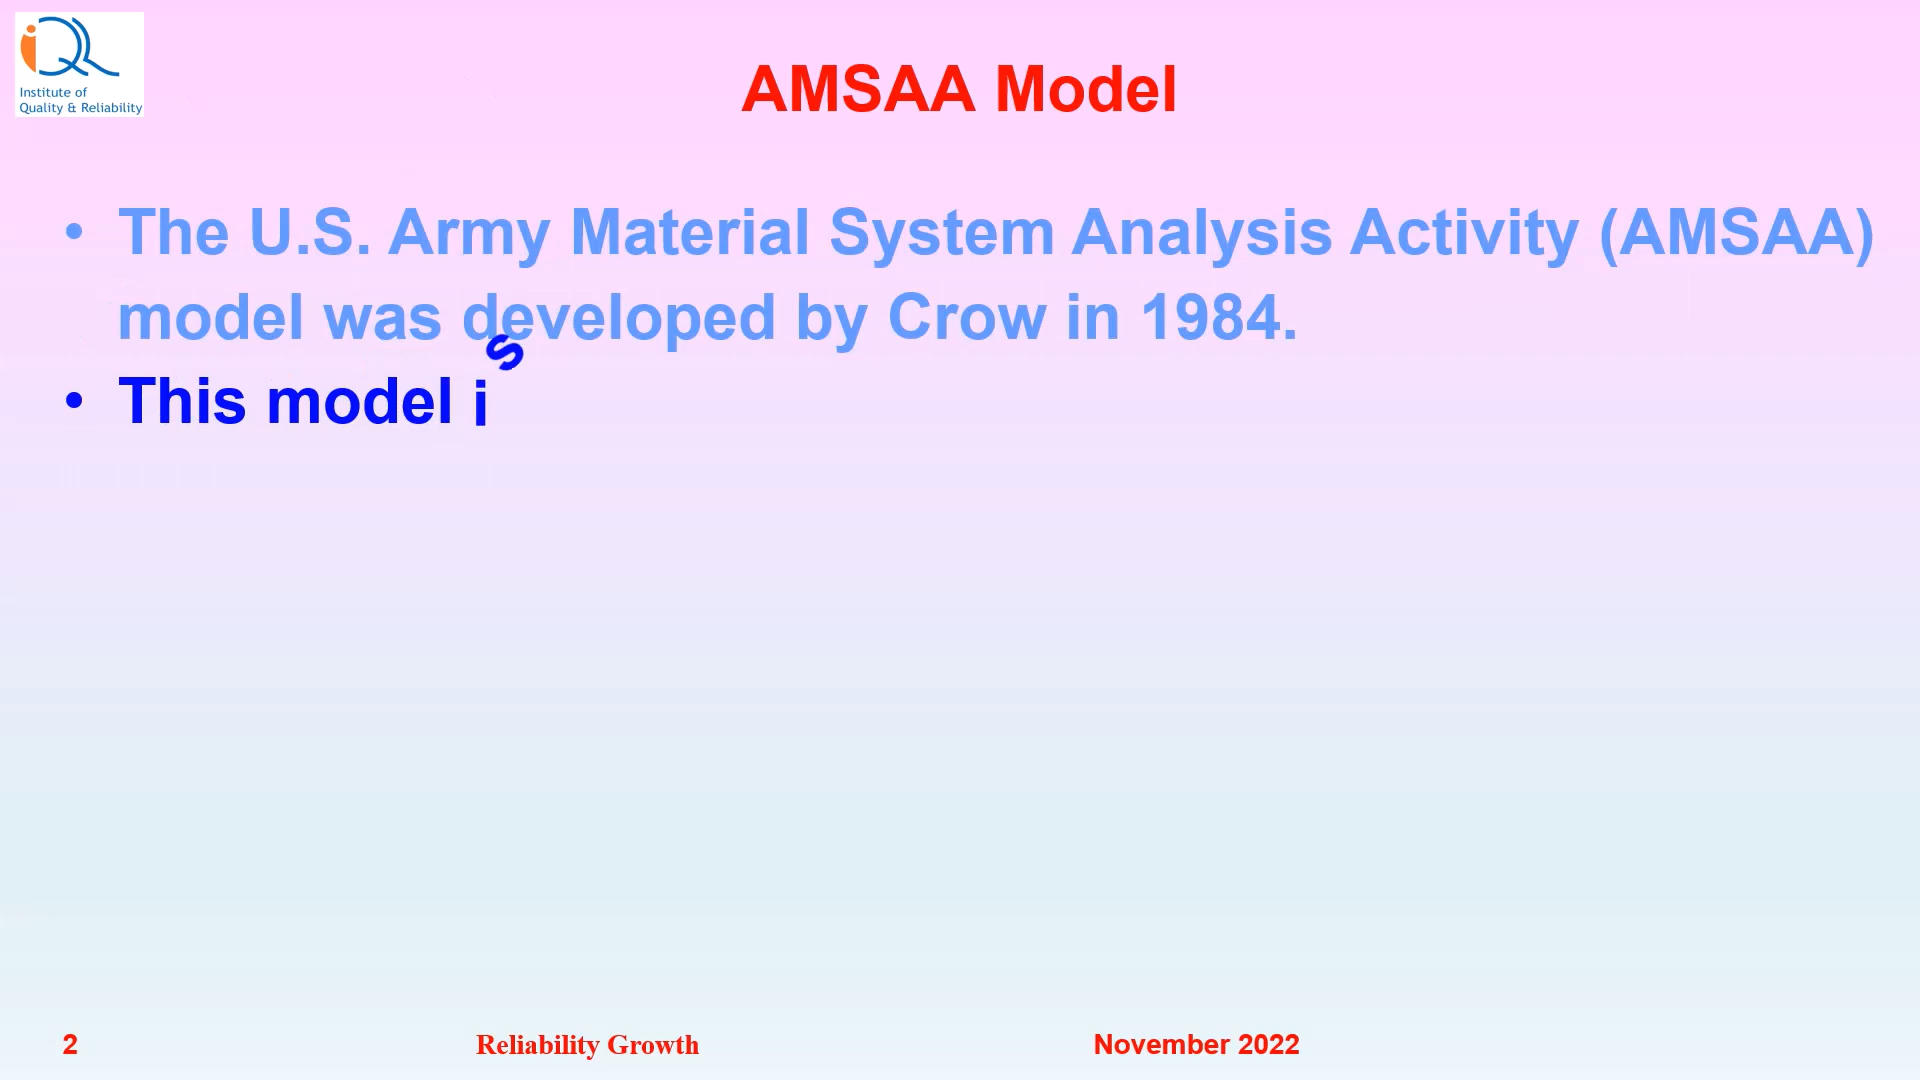 Institute of
Quality & Reliability
AMSAA Model
• The U.S. Army Material System Analysis Activity (AMSAA)
model was developed by Crow in 1984.
• This model is
2 Reliability Growth November 2022